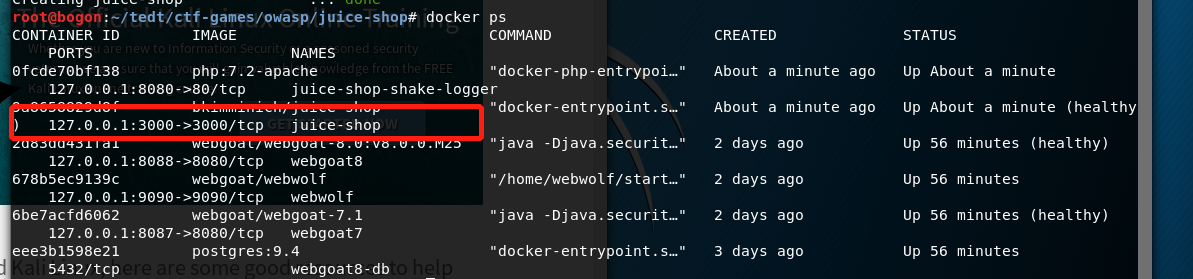 Creating juice-shop ... done
root@bogon:~/tedt/ctf-games/owasp/juice-shop# docker ps
CONTAINER ID IMAGE COMMAND CREATED STATUS
PORTS NAMES
0fcde70bf138 php:7.2-apache "docker-php-entrypoi…" About a minute ago Up About a minute
127.0.0.1:8080->80/tcp juice-shop-shake-logger
bkimminich/juice-shop "docker-entrypoint.s…" About a minute ago Up About a minute (healthy
) 127.0.0.1:3000->3000/tcp juice-shop
2d83dd431fa1 webgoat/webgoat-8.0:v8.0.0.M25 "java -Djava.securit…" 2 days ago Up 56 minutes (healthy)
127.0.0.1:8088->8080/tcp webgoat8
678b5ec9139c webgoat/webwolf "/home/webwolf/start…" 2 days ago Up 56 minutes
127.0.0.1:9090->9090/tcp webwolf
6be7acfd6062 webgoat/webgoat-7.1 "java -Djava.securit…" 2 days ago Up 56 minutes (healthy)
127.0.0.1:8087->8080/tcp webgoat7
eee3b1598e21 postgres:9.4 "docker-entrypoint.s…" 3 days ago Up 56 minutes
5432/tcp webgoat8-db